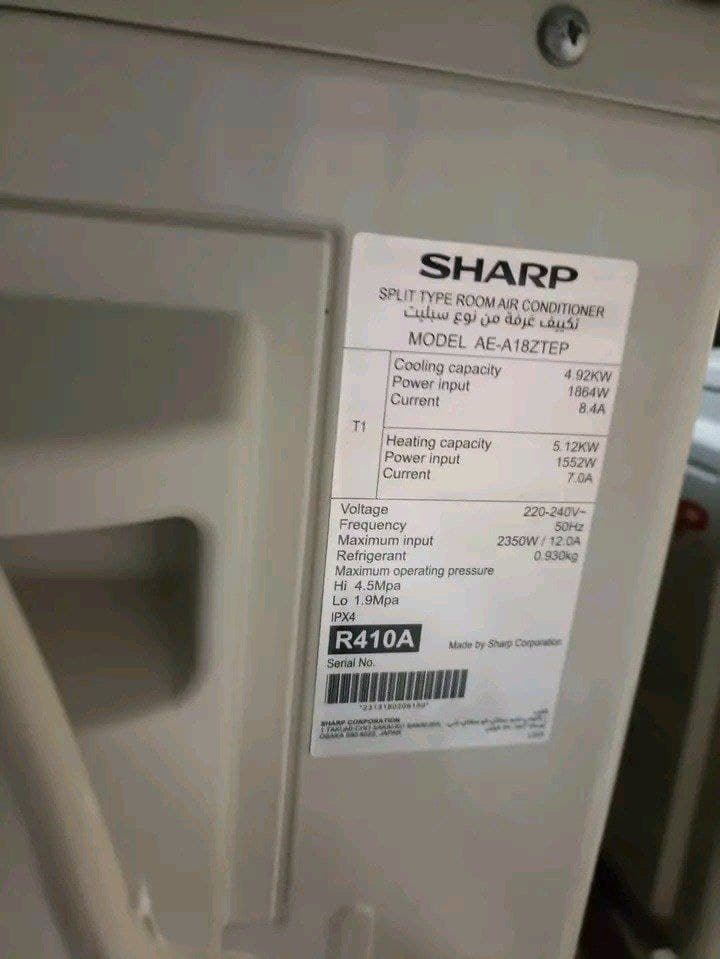 SHARP
SPLIT TYPE ROOM AIR CONDITIONER
تكييف غرفة من نوع سبليت
MODEL AE-A18ZTEP
T1
Cooling capacity 4.92KW
Power input 1864W
Current 8.4A
Heating capacity 5.12KW
Power input 1552W
Current 7.0A
Voltage 220-240V~
Frequency 50Hz
Maximum input 2350W / 12.0A
Refrigerant 0.930kg
Maximum operating pressure
Hi 4.5Mpa
Lo 1.9Mpa
IPX4
R410A Made by Sharp Corporation
Serial No.
SHARP CORPORATION
OSAKA JAPAN